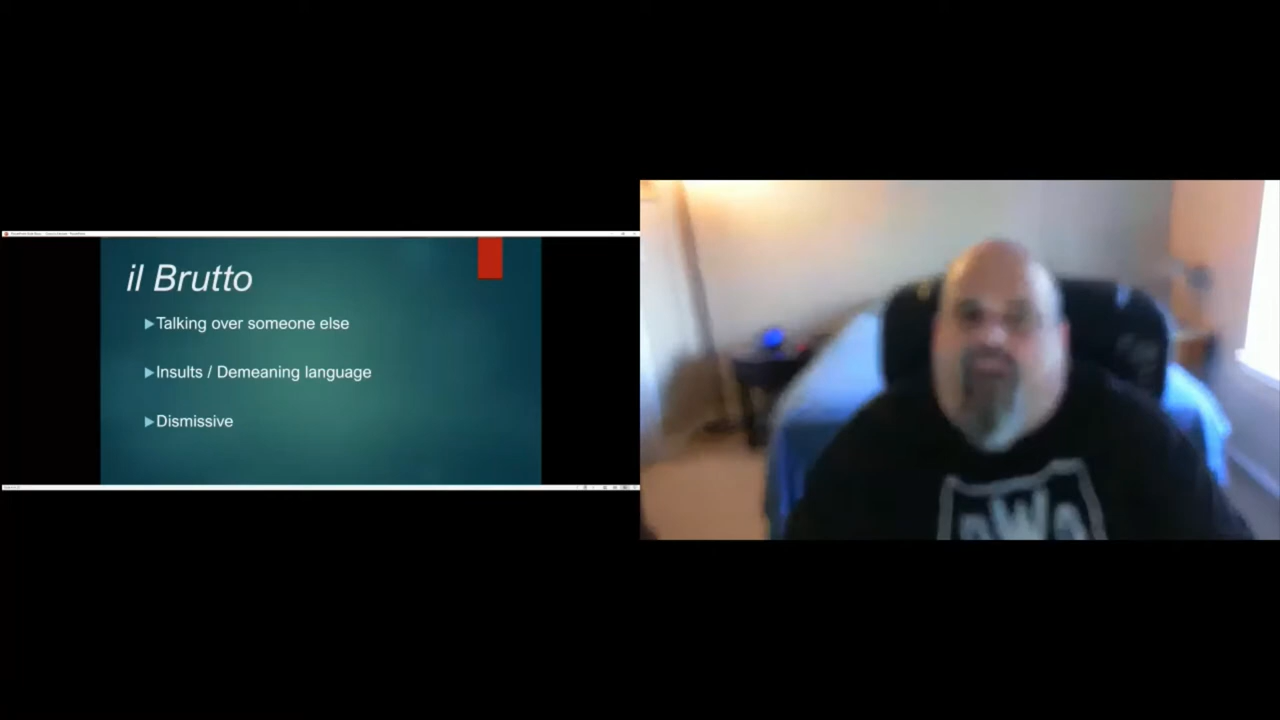 il Brutto
Talking over someone else
Insults / Demeaning language
Dismissive